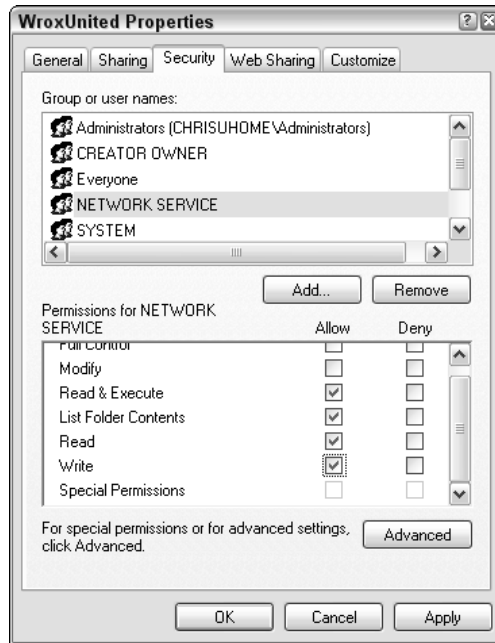 WroxUnited Properties
General Sharing Security Web Sharing Customize
Group or user names:
Administrators (CHRISUHOME\Administrators)
CREATOR OWNER
Everyone
NETWORK SERVICE
SYSTEM
Add... Remove
Permissions for NETWORK
SERVICE Allow Deny
Full Control
Modify
Read & Execute
List Folder Contents
Read
Write
Special Permissions
For special permissions or for advanced settings,
click Advanced.
Advanced
OK Cancel Apply